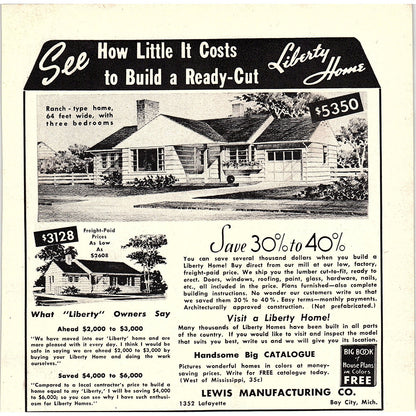 See How Little It Costs
to Build a Ready-Cut
Liberty Home
Ranch - type home,
64 feet wide, with
three bedrooms
$5350
$3128
Freight-Paid
Prices
As Low
As
$2608
Save 30% to 40%
You can save several thousand dollars when you build a
Liberty Home! Buy direct from our mill at our low, factory,
freight-paid price. We ship you the lumber cut-to-fit, ready to
erect. Doors, windows, roofing, paint, glass, hardware, nails,
etc., all included in the price. Plans furnished—also complete
building instructions. No wonder our customers write us that
we saved them 30% to 40%. Easy terms—monthly payments.
Architecturally approved construction. (Not prefabricated.)
What "Liberty" Owners Say
Ahead $2,000 to $3,000
"We have moved into our 'Liberty' home and are
more pleased with it every day. I think I would be
safe in saying we are ahead $2,000 to $3,000 by
buying your Liberty Home and doing the work
ourselves."
Saved $4,000 to $6,000
"Compared to a local contractor's price to build a
home equal to my 'Liberty,' I will be saving $4,000
to $6,000; so you can see why I have such enthusi-
asm for Liberty Homes."
Visit a Liberty Home!
Many thousands of Liberty Homes have been built in all parts
of the country. If you would like to visit and inspect the model
that suits you best, write us and we will give you its location.
Handsome Big CATALOGUE
Pictures wonderful homes in colors at money-
saving prices. Write for FREE catalogue today.
(West of Mississippi, 35c)
LEWIS MANUFACTURING CO.
1352 Lafayette Bay City, Mich.
BIG BOOK
of
House Plans
in Colors
FREE